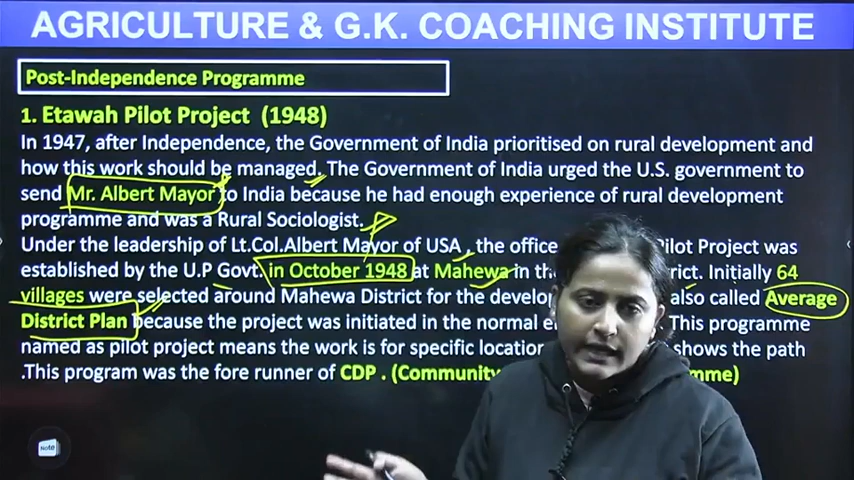 AGRICULTURE & G.K. COACHING INSTITUTE
Post-Independence Programme
1. Etawah Pilot Project (1948)
In 1947, after Independence, the Government of India prioritised on rural development and
how this work should be managed. The Government of India urged the U.S. government to
send Mr. Albert Mayor to India because he had enough experience of rural development
programme and was a Rural Sociologist.
Under the leadership of Lt.Col.Albert Mayor of USA , the office Pilot Project was
established by the U.P Govt. in October 1948 at Mahewa in the Initially 64
villages were selected around Mahewa District for the also called Average
District Plan because the project was initiated in the normal This programme
named as pilot project means the work is for specific shows the path
.This program was the fore runner of CDP . (Community
Note